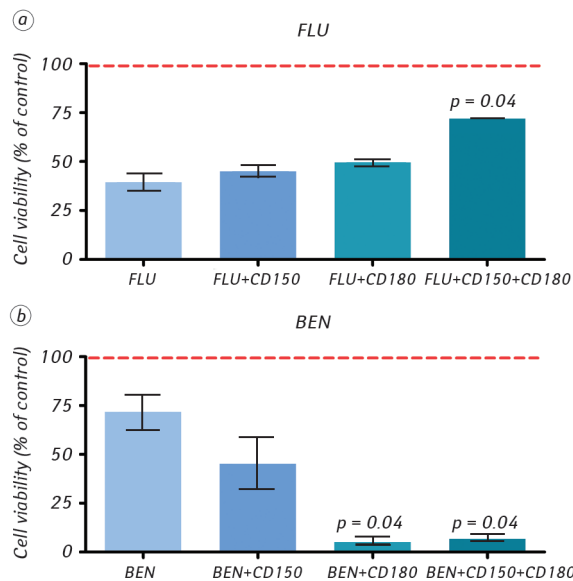 a
FLU
Cell viability (% of control)
100
75
50
25
0
p = 0.04
FLU
FLU+CD150
FLU+CD180
FLU+CD150+CD180
b
BEN
Cell viability (% of control)
100
75
50
25
0
p = 0.04
p = 0.04
BEN
BEN+CD150
BEN+CD180
BEN+CD150+CD180